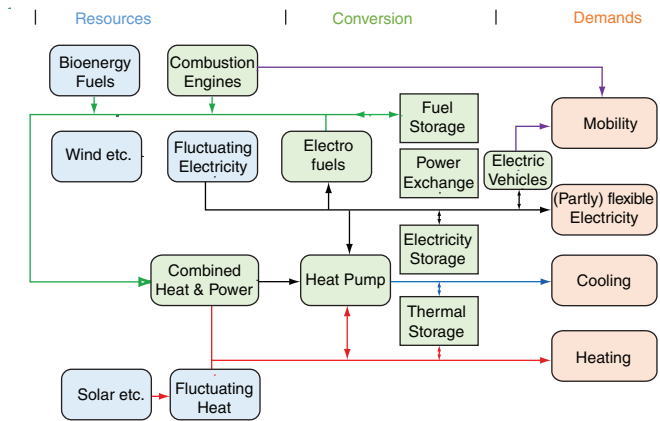 Resources
Conversion
Demands
Bioenergy
Fuels
Combustion
Engines
Fuel
Storage
Mobility
Wind etc.
Fluctuating
Electricity
Electro
fuels
Power
Exchange
Electric
Vehicles
(Partly) flexible
Electricity
Electricity
Storage
Combined
Heat & Power
Heat Pump
Cooling
Thermal
Storage
Heating
Solar etc.
Fluctuating
Heat